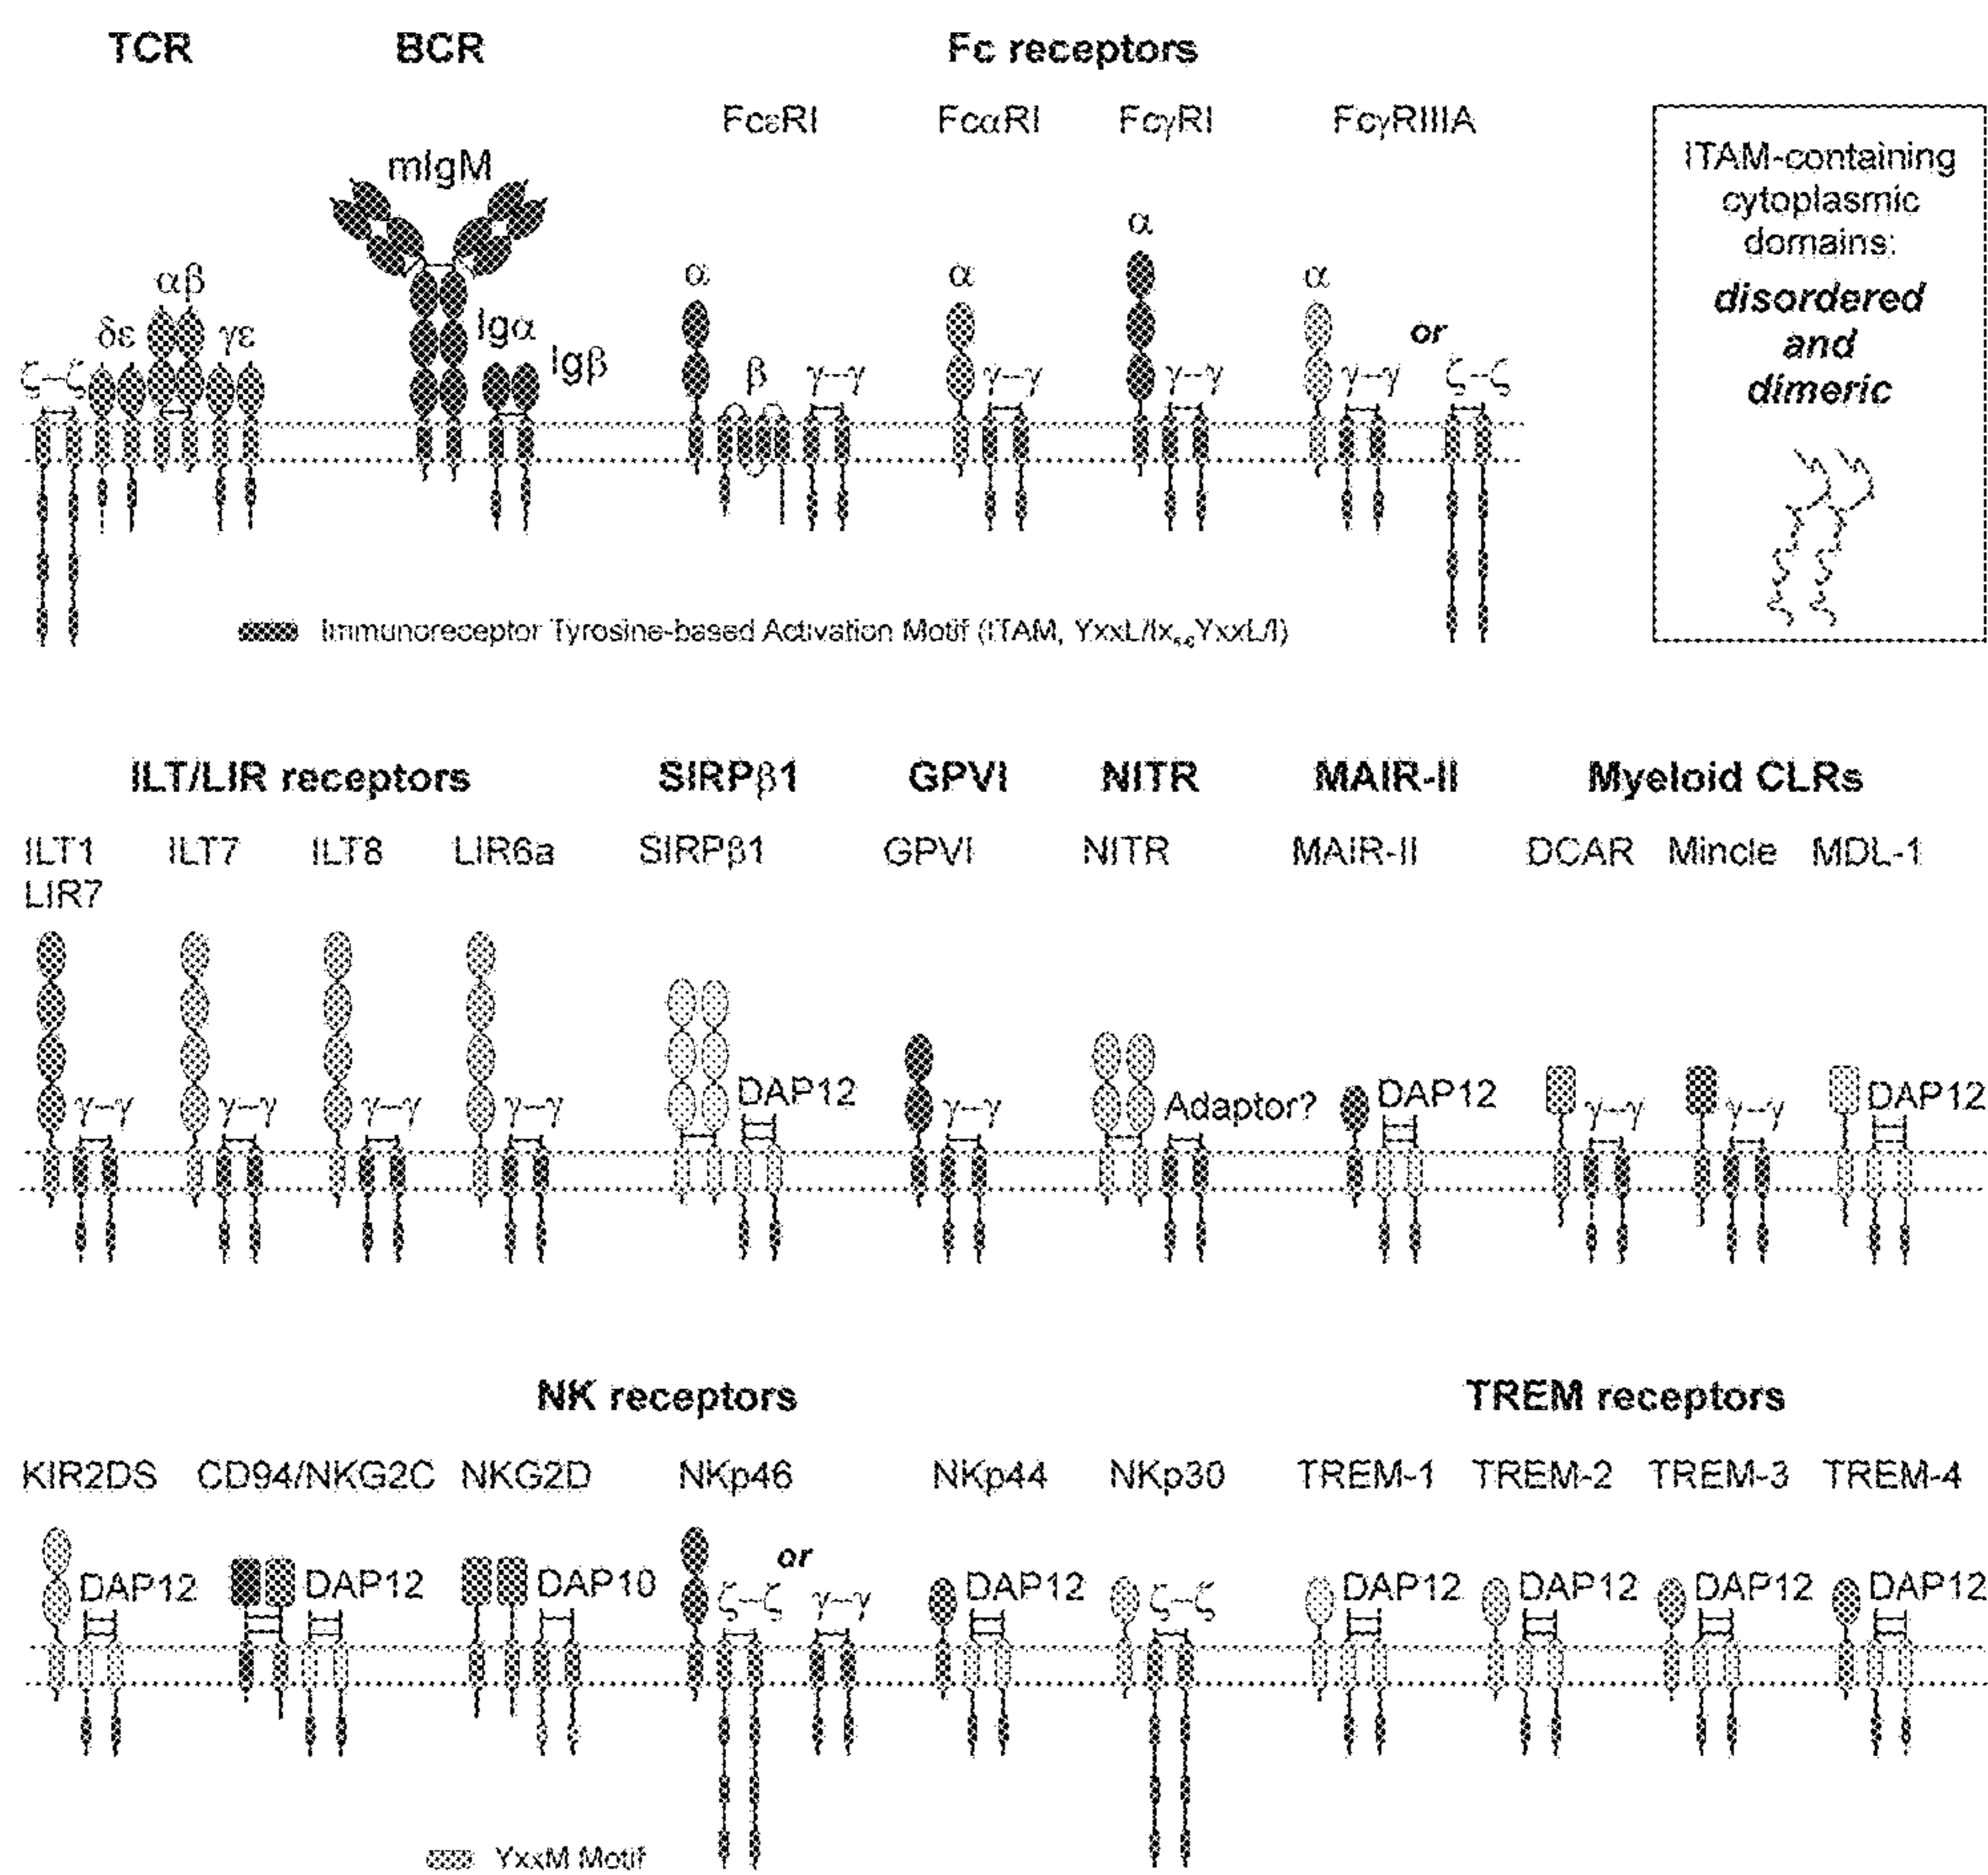 TCR BCR Fc receptors
FcεRI FcαRI FcγRI FcγRIIIA
mIgM
ITAM-containing
cytoplasmic
domains:
disordered
and
dimeric
α
αβ α α α
δε γε Igα or
ζ--ζ Igβ β γ--γ γ--γ γ--γ γ--γ ζ--ζ
Immunoreceptor Tyrosine-based Activation Motif (ITAM, YxxL/Ix₆₋₈YxxL/I)
ILT/LIR receptors SIRPβ1 GPVI NITR MAIR-II Myeloid CLRs
ILT1 ILT7 ILT8 LIR6a SIRPβ1 GPVI NITR MAIR-II DCAR Mincle MDL-1
LIR7
γ--γ γ--γ γ--γ γ--γ DAP12 γ--γ Adaptor? DAP12 γ--γ γ--γ DAP12
NK receptors TREM receptors
KIR2DS CD94/NKG2C NKG2D NKp46 NKp44 NKp30 TREM-1 TREM-2 TREM-3 TREM-4
or
DAP12 DAP12 DAP10 ζ--ζ γ--γ DAP12 ζ--ζ DAP12 DAP12 DAP12 DAP12
YxxM Motif